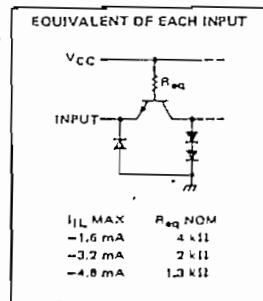 EQUIVALENT OF EACH INPUT
VCC
Req
INPUT
IIL MAX Req NOM
−1.6 mA 4 kΩ
−3.2 mA 2 kΩ
−4.8 mA 1.3 kΩ